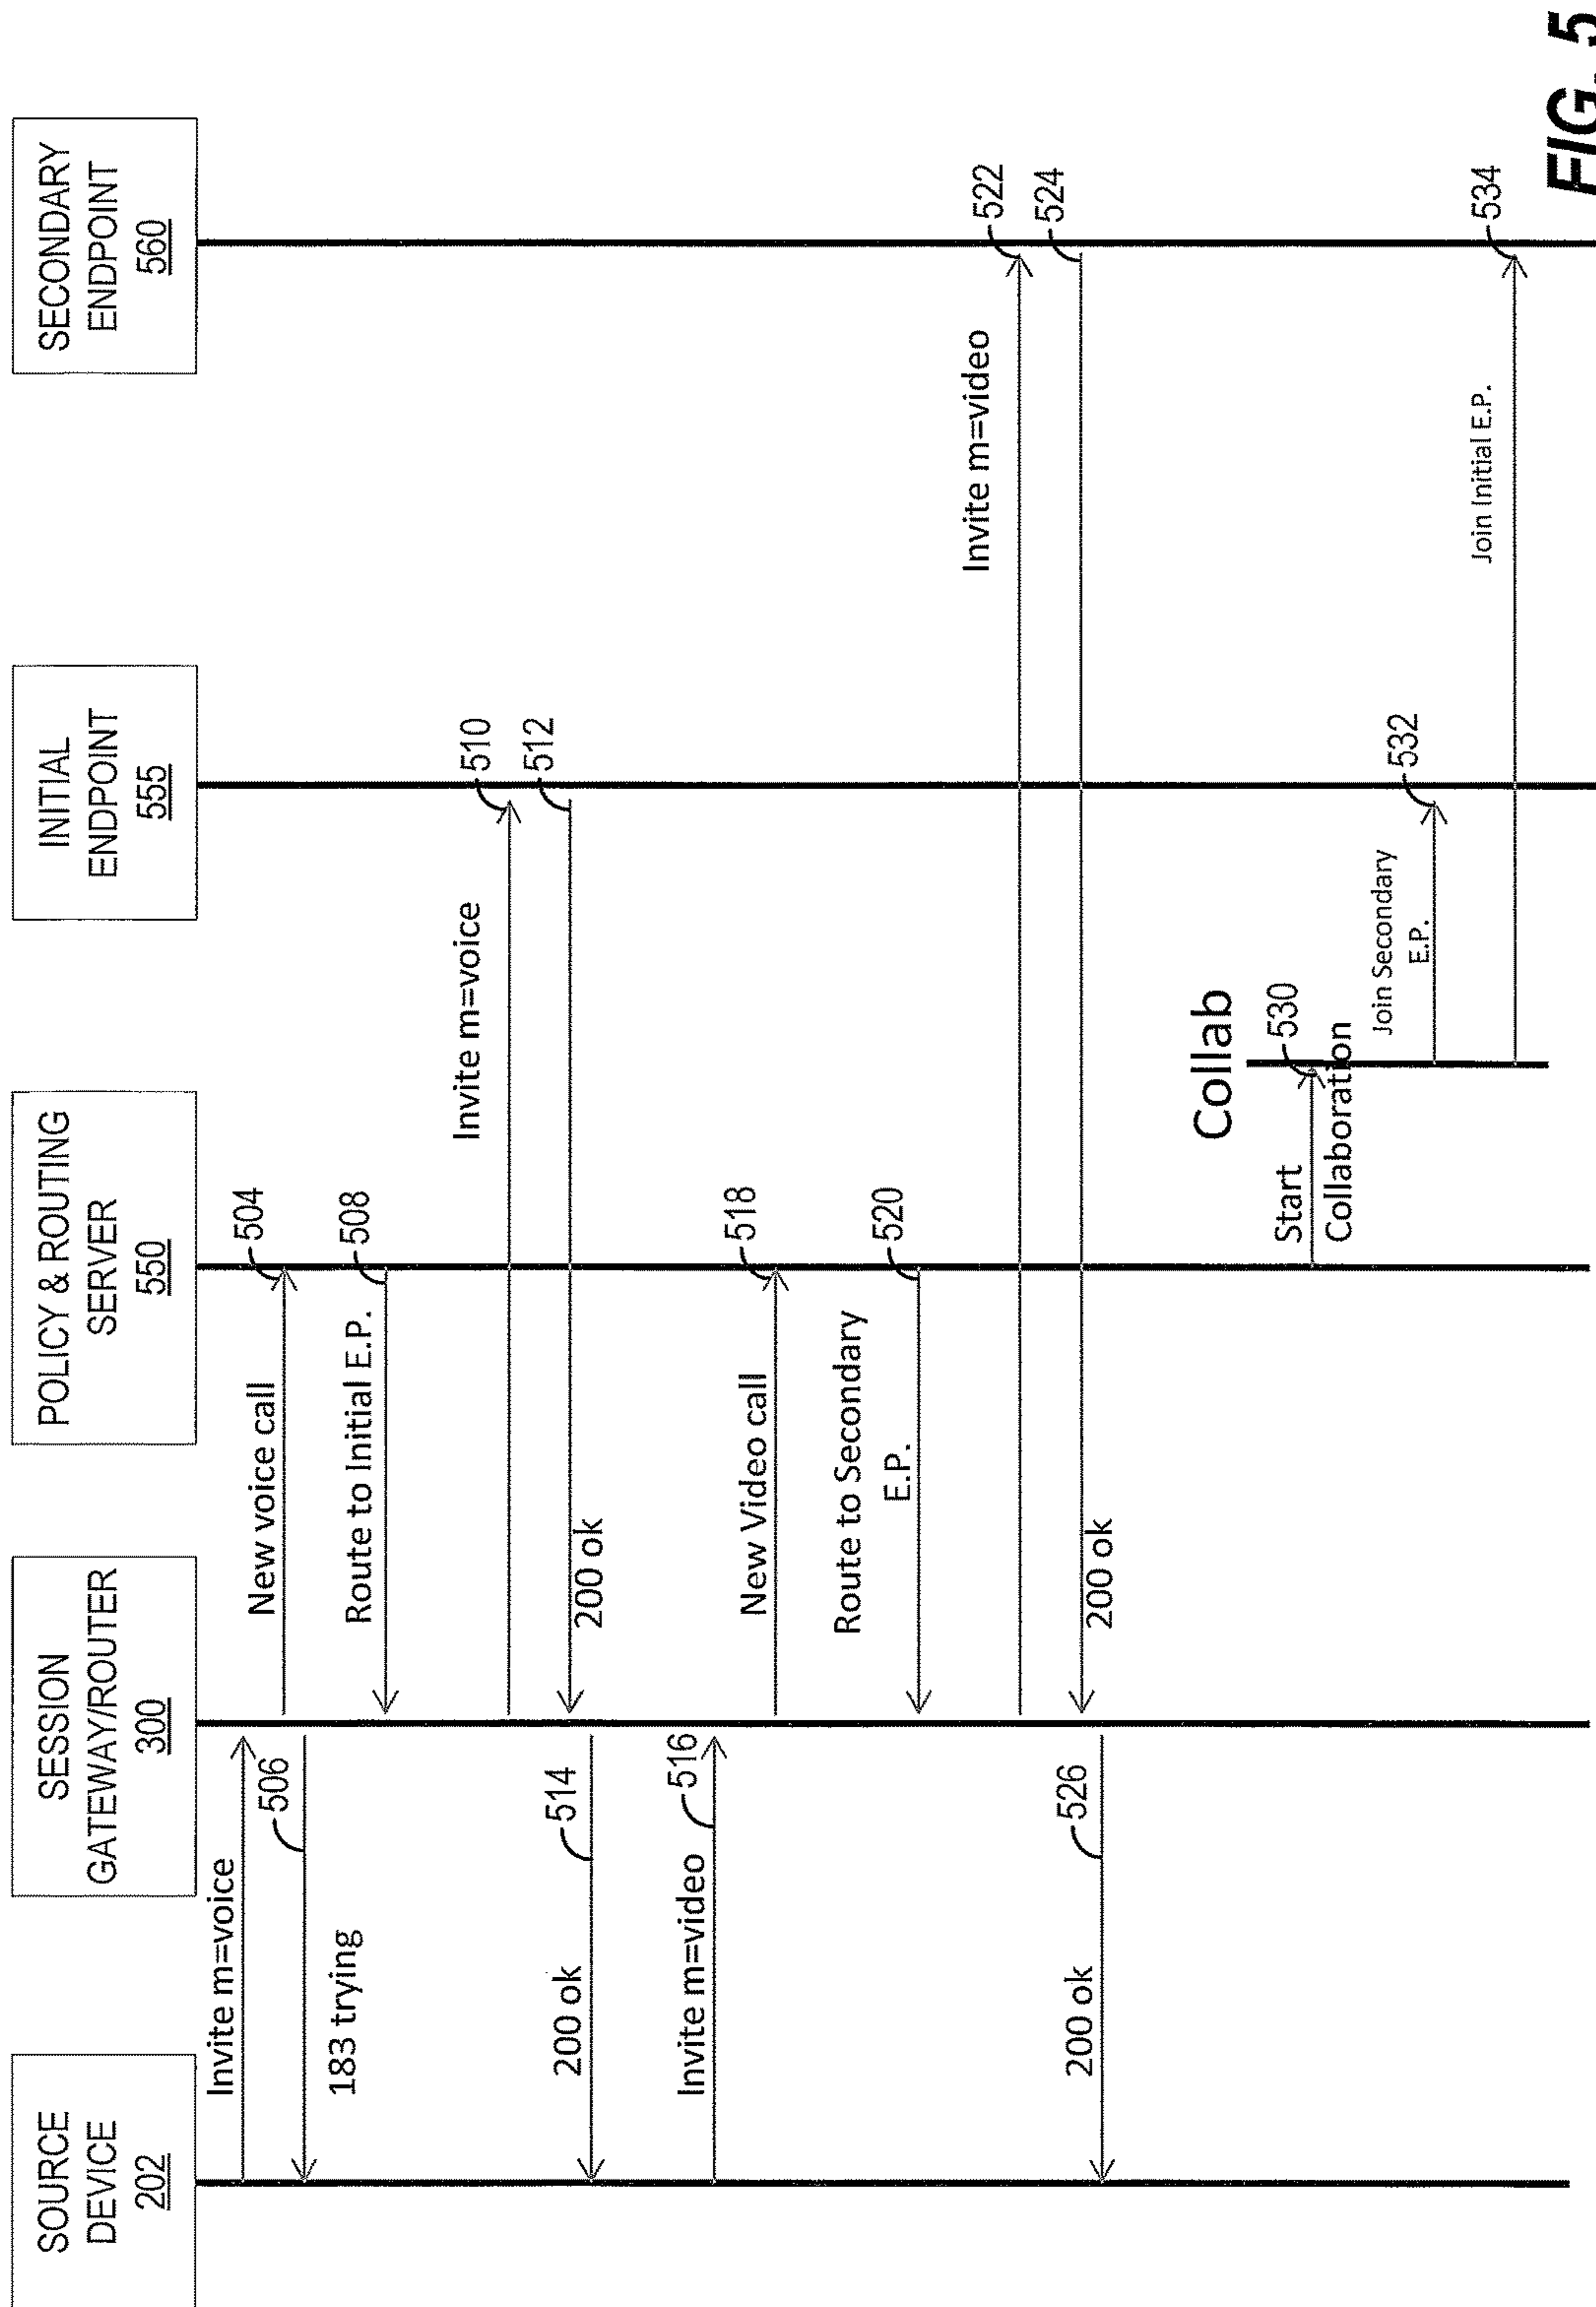 SOURCE
DEVICE
202
SESSION
GATEWAY/ROUTER
300
POLICY & ROUTING
SERVER
550
INITIAL
ENDPOINT
555
SECONDARY
ENDPOINT
560
Invite m=voice
New voice call
504
506
183 trying
Route to Initial E.P.
508
Invite m=voice
510
512
200 ok
200 ok
514
Invite m=video
516
New Video call
518
Route to Secondary
E.P.
520
Invite m=video
522
524
200 ok
200 ok
526
Collab
Start
Collaboration
530
Join Secondary
E.P.
532
Join Initial E.P.
534
FIG. 5